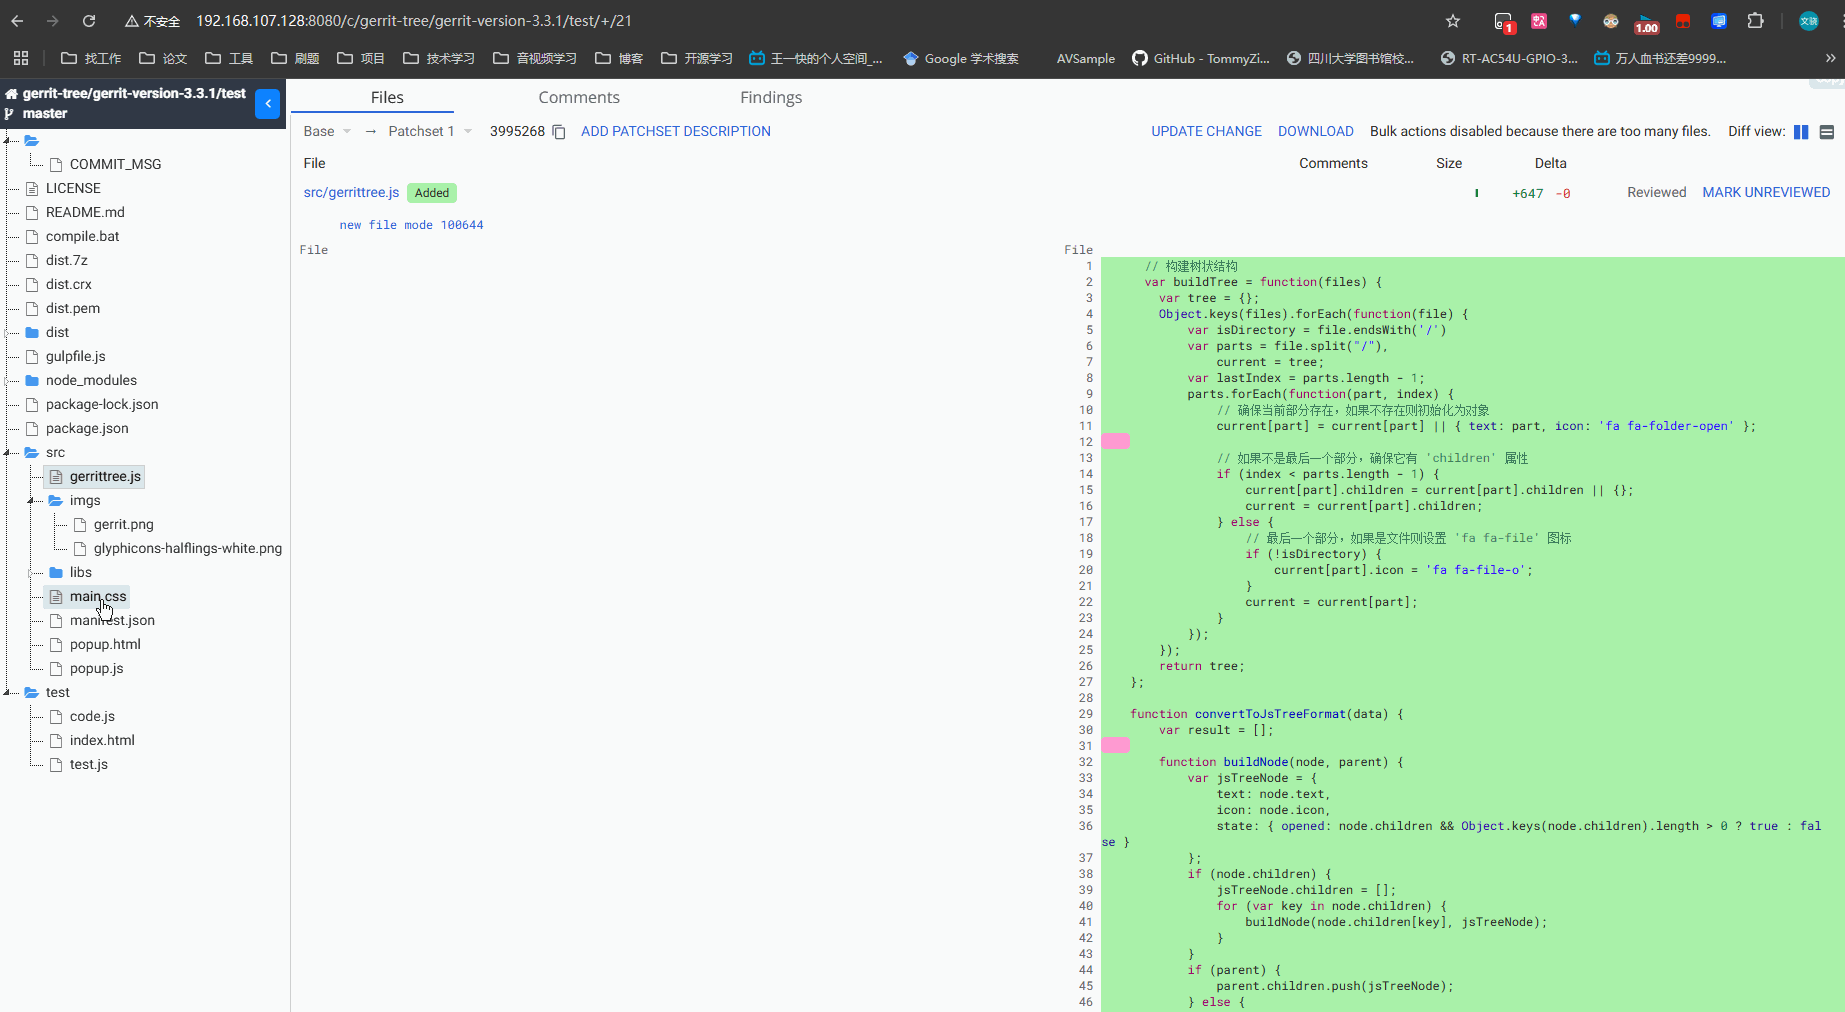 不安全 192.168.107.128:8080/c/gerrit-tree/gerrit-version-3.3.1/test/+/21
1
1.00
文骁
找工作 论文 工具 刷题 项目 技术学习 音视频学习 博客 开源学习 王一快的个人空间_... Google 学术搜索 AVSample GitHub - TommyZi... 四川大学图书馆校... RT-AC54U-GPIO-3... 万人血书还差9999...
gerrit-tree/gerrit-version-3.3.1/test
master
COMMIT_MSG
LICENSE
README.md
compile.bat
dist.7z
dist.crx
dist.pem
dist
gulpfile.js
node_modules
package-lock.json
package.json
src
gerrittree.js
imgs
gerrit.png
glyphicons-halflings-white.png
libs
main.css
manifest.json
popup.html
popup.js
test
code.js
index.html
test.js
Files Comments Findings
Base → Patchset 1 3995268 ADD PATCHSET DESCRIPTION UPDATE CHANGE DOWNLOAD Bulk actions disabled because there are too many files. Diff view:
File Comments Size Delta
src/gerrittree.js Added +647 -0 Reviewed MARK UNREVIEWED
new file mode 100644
File File
1 // 构建树状结构
2 var buildTree = function(files) {
3 var tree = {};
4 Object.keys(files).forEach(function(file) {
5 var isDirectory = file.endsWith('/')
6 var parts = file.split("/"),
7 current = tree;
8 var lastIndex = parts.length - 1;
9 parts.forEach(function(part, index) {
10 // 确保当前部分存在，如果不存在则初始化为对象
11 current[part] = current[part] || { text: part, icon: 'fa fa-folder-open' };
12
13 // 如果不是最后一个部分，确保它有 'children' 属性
14 if (index < parts.length - 1) {
15 current[part].children = current[part].children || {};
16 current = current[part].children;
17 } else {
18 // 最后一个部分，如果是文件则设置 'fa fa-file' 图标
19 if (!isDirectory) {
20 current[part].icon = 'fa fa-file-o';
21 }
22 current = current[part];
23 }
24 });
25 });
26 return tree;
27 };
28
29 function convertToJsTreeFormat(data) {
30 var result = [];
31
32 function buildNode(node, parent) {
33 var jsTreeNode = {
34 text: node.text,
35 icon: node.icon,
36 state: { opened: node.children && Object.keys(node.children).length > 0 ? true : fal
se }
37 };
38 if (node.children) {
39 jsTreeNode.children = [];
40 for (var key in node.children) {
41 buildNode(node.children[key], jsTreeNode);
42 }
43 }
44 if (parent) {
45 parent.children.push(jsTreeNode);
46 } else {